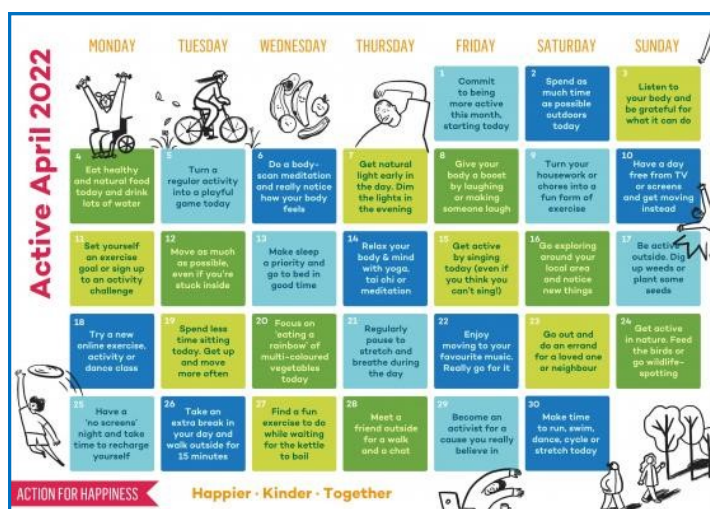 Active April 2022
MONDAY TUESDAY WEDNESDAY THURSDAY FRIDAY SATURDAY SUNDAY
1
Commit
to being
more active
this month,
starting today
2
Spend as
much time
as possible
outdoors
today
3
Listen to
your body and
be grateful for
what it can do
4
Eat healthy
and natural food
today and drink
lots of water
5
Turn a
regular activity
into a playful
game today
6
Do a body-
scan meditation
and really notice
how your body
feels
7
Get natural
light early in
the day. Dim
the lights in
the evening
8
Give your
body a boost
by laughing
or making
someone laugh
9
Turn your
housework or
chores into a
fun form of
exercise
10
Have a day
free from TV
or screens
and get moving
instead
11
Set yourself
an exercise
goal or sign up
to an activity
challenge
12
Move as much
as possible,
even if you're
stuck inside
13
Make sleep
a priority and
go to bed in
good time
14
Relax your
body & mind
with yoga,
tai chi or
meditation
15
Get active
by singing
today (even if
you think you
can't sing!)
16
Go exploring
around your
local area
and notice
new things
17
Be active
outside. Dig
up weeds or
plant some
seeds
18
Try a new
online exercise,
activity or
dance class
19
Spend less
time sitting
today. Get up
and move
more often
20
Focus on
'eating a
rainbow' of
multi-coloured
vegetables
today
21
Regularly
pause to
stretch and
breathe during
the day
22
Enjoy
moving to your
favourite music.
Really go for it
23
Go out and
do an errand
for a loved one
or neighbour
24
Get active
in nature. Feed
the birds or
go wildlife-
spotting
25
Have a
'no screens'
night and take
time to recharge
yourself
26
Take an
extra break in
your day and
walk outside for
15 minutes
27
Find a fun
exercise to do
while waiting
for the kettle
to boil
28
Meet a
friend outside
for a walk
and a chat
29
Become an
activist for a
cause you really
believe in
30
Make time
to run, swim,
dance, cycle or
stretch today
ACTION FOR HAPPINESS
Happier · Kinder · Together